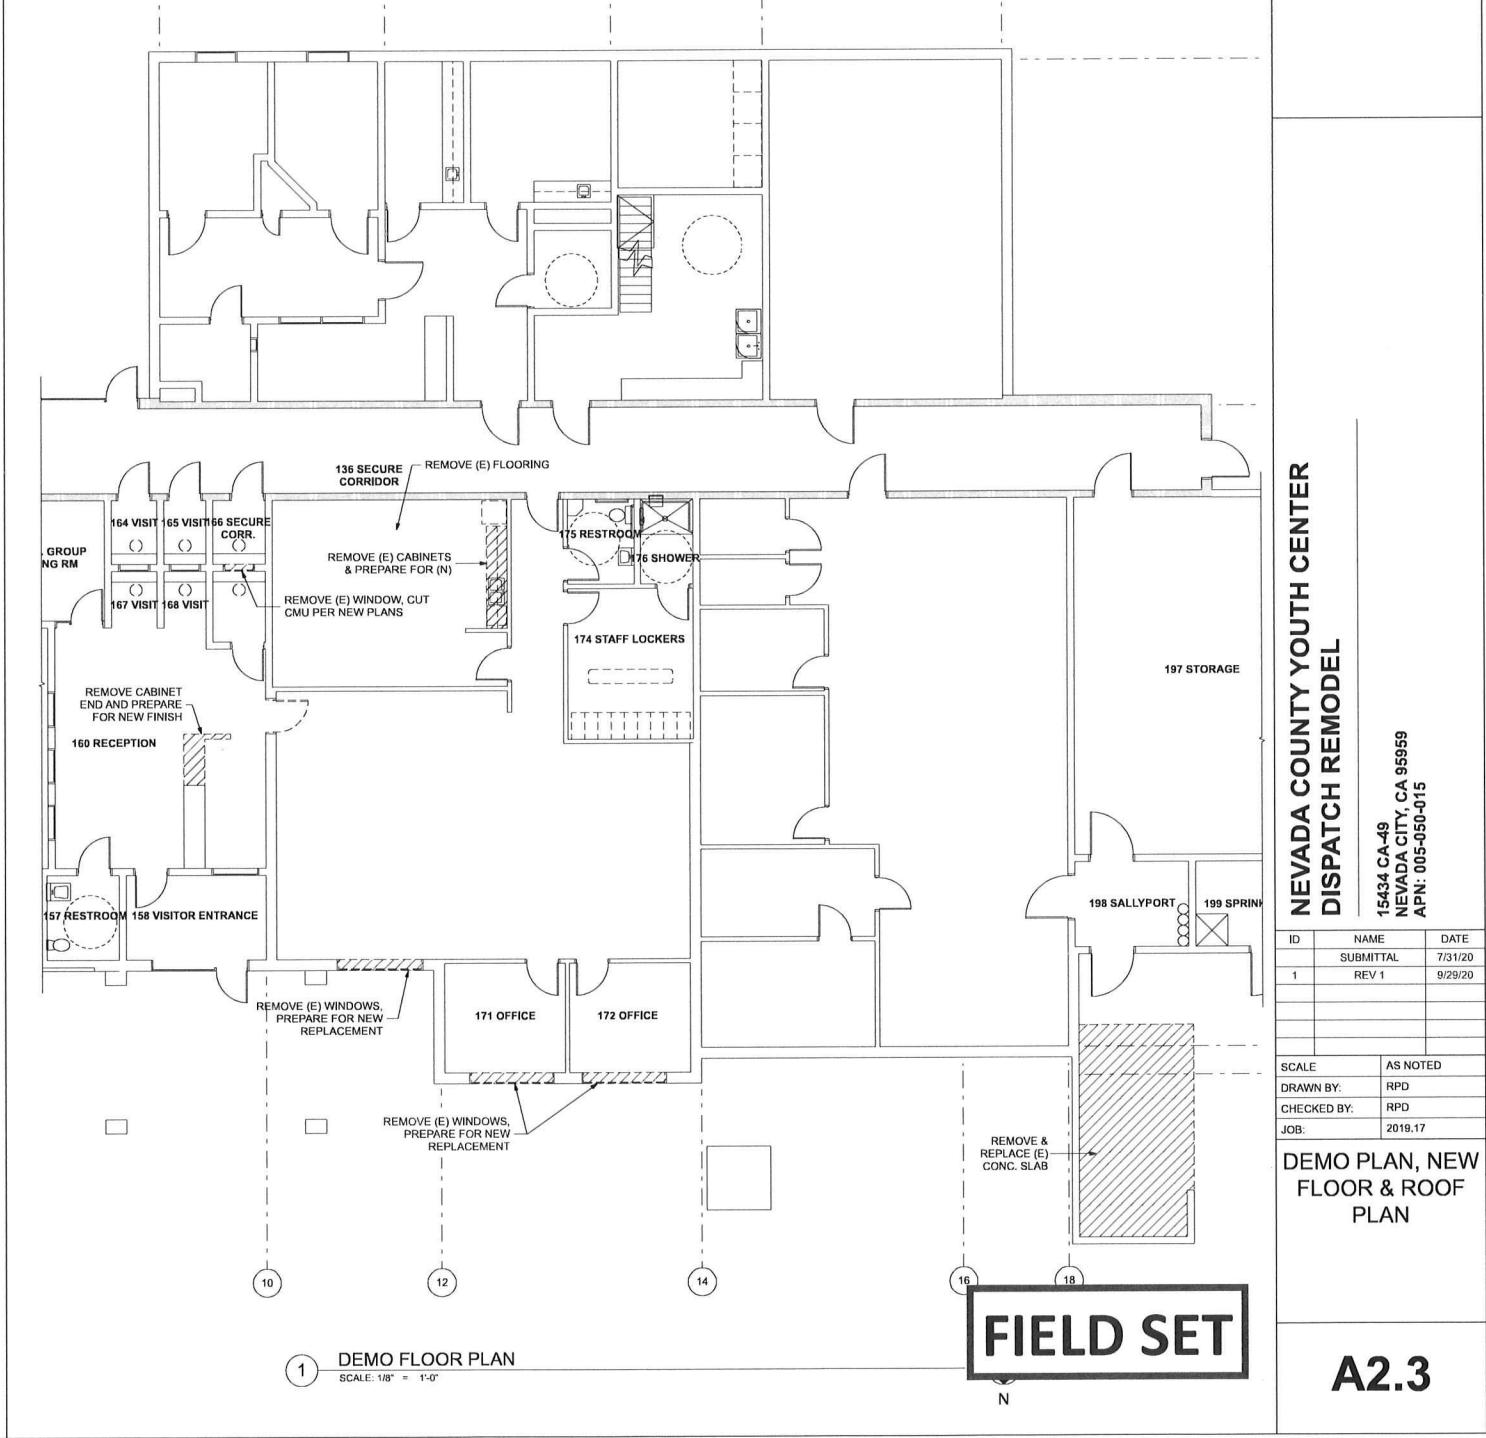 136 SECURE
CORRIDOR
REMOVE (E) FLOORING
164 VISIT
165 VISIT
166 SECURE
CORR.
GROUP
NG RM
REMOVE (E) CABINETS
& PREPARE FOR (N)
175 RESTROOM
176 SHOWER
167 VISIT
168 VISIT
REMOVE (E) WINDOW, CUT
CMU PER NEW PLANS
174 STAFF LOCKERS
197 STORAGE
REMOVE CABINET
END AND PREPARE
FOR NEW FINISH
160 RECEPTION
157 RESTROOM
158 VISITOR ENTRANCE
198 SALLYPORT
199 SPRINK
REMOVE (E) WINDOWS,
PREPARE FOR NEW
REPLACEMENT
171 OFFICE
172 OFFICE
REMOVE (E) WINDOWS,
PREPARE FOR NEW
REPLACEMENT
REMOVE &
REPLACE (E)
CONC. SLAB
10
12
14
16
18
FIELD SET
1
DEMO FLOOR PLAN
SCALE: 1/8" = 1'-0"
N
NEVADA COUNTY YOUTH CENTER
DISPATCH REMODEL
15434 CA-49
NEVADA CITY, CA 95959
APN: 005-050-015
ID NAME DATE
SUBMITTAL 7/31/20
1 REV 1 9/29/20
SCALE AS NOTED
DRAWN BY: RPD
CHECKED BY: RPD
JOB: 2019.17
DEMO PLAN, NEW
FLOOR & ROOF
PLAN
A2.3